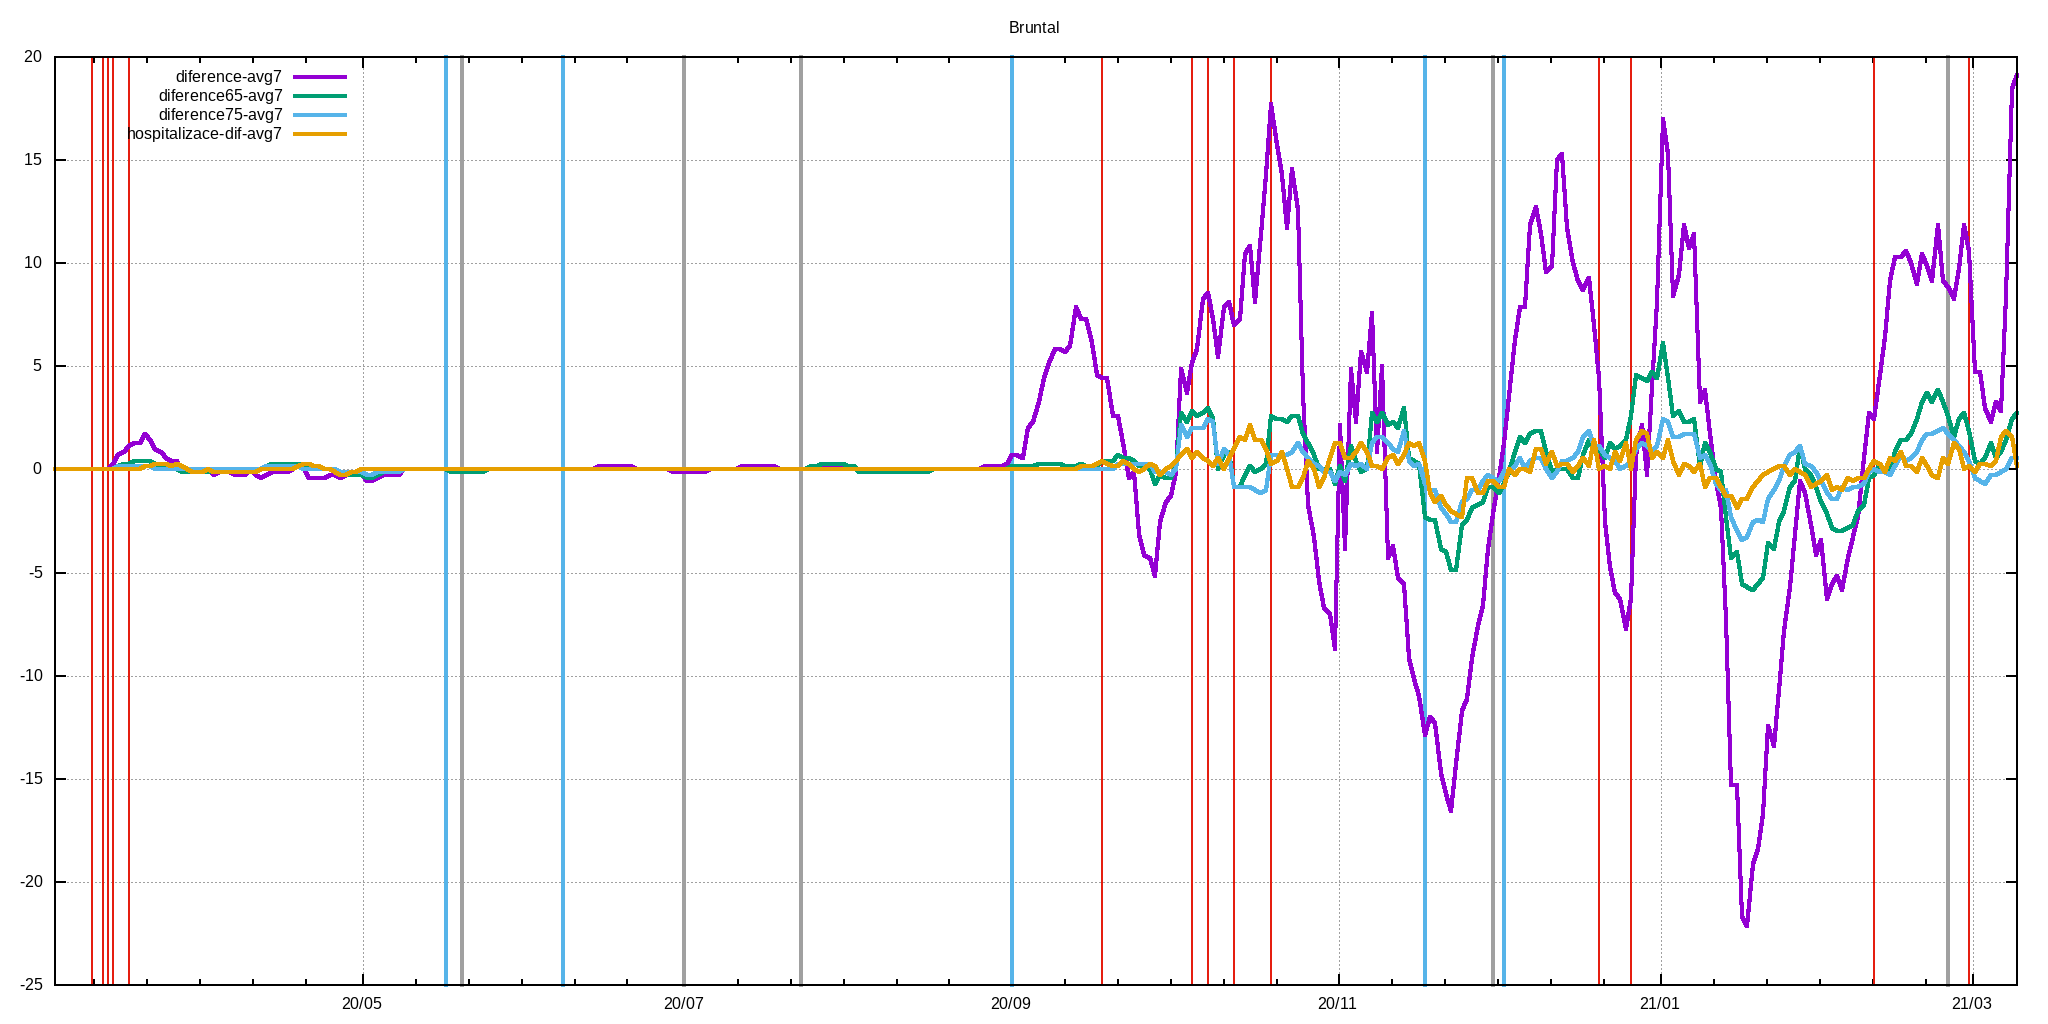 Bruntal
20
diference-avg7
diference65-avg7
diference75-avg7
hospitalizace-dif-avg7
15
10
5
0
-5
-10
-15
-20
-25
20/05 20/07 20/09 20/11 21/01 21/03